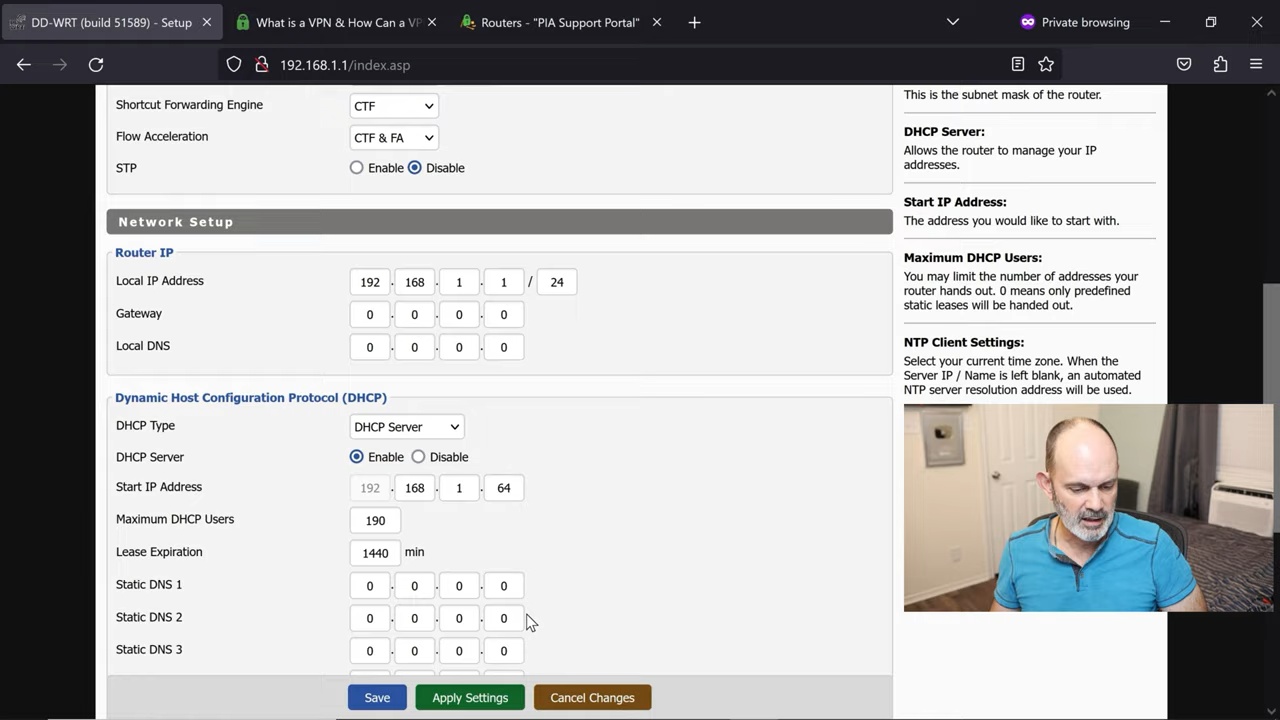 DD-WRT (build 51589) - Setup
What is a VPN & How Can a VP
Routers - "PIA Support Portal"
Private browsing
192.168.1.1/index.asp
Shortcut Forwarding Engine CTF
Flow Acceleration CTF & FA
STP Enable Disable
Network Setup
Router IP
Local IP Address 192 . 168 . 1 . 1 / 24
Gateway 0 . 0 . 0 . 0
Local DNS 0 . 0 . 0 . 0
Dynamic Host Configuration Protocol (DHCP)
DHCP Type DHCP Server
DHCP Server Enable Disable
Start IP Address 192 . 168 . 1 . 64
Maximum DHCP Users 190
Lease Expiration 1440 min
Static DNS 1 0 . 0 . 0 . 0
Static DNS 2 0 . 0 . 0 . 0
Static DNS 3 0 . 0 . 0 . 0
Save Apply Settings Cancel Changes
This is the subnet mask of the router.
DHCP Server:
Allows the router to manage your IP
addresses.
Start IP Address:
The address you would like to start with.
Maximum DHCP Users:
You may limit the number of addresses your
router hands out. 0 means only predefined
static leases will be handed out.
NTP Client Settings:
Select your current time zone. When the
Server IP / Name is left blank, an automated
NTP server resolution address will be used.